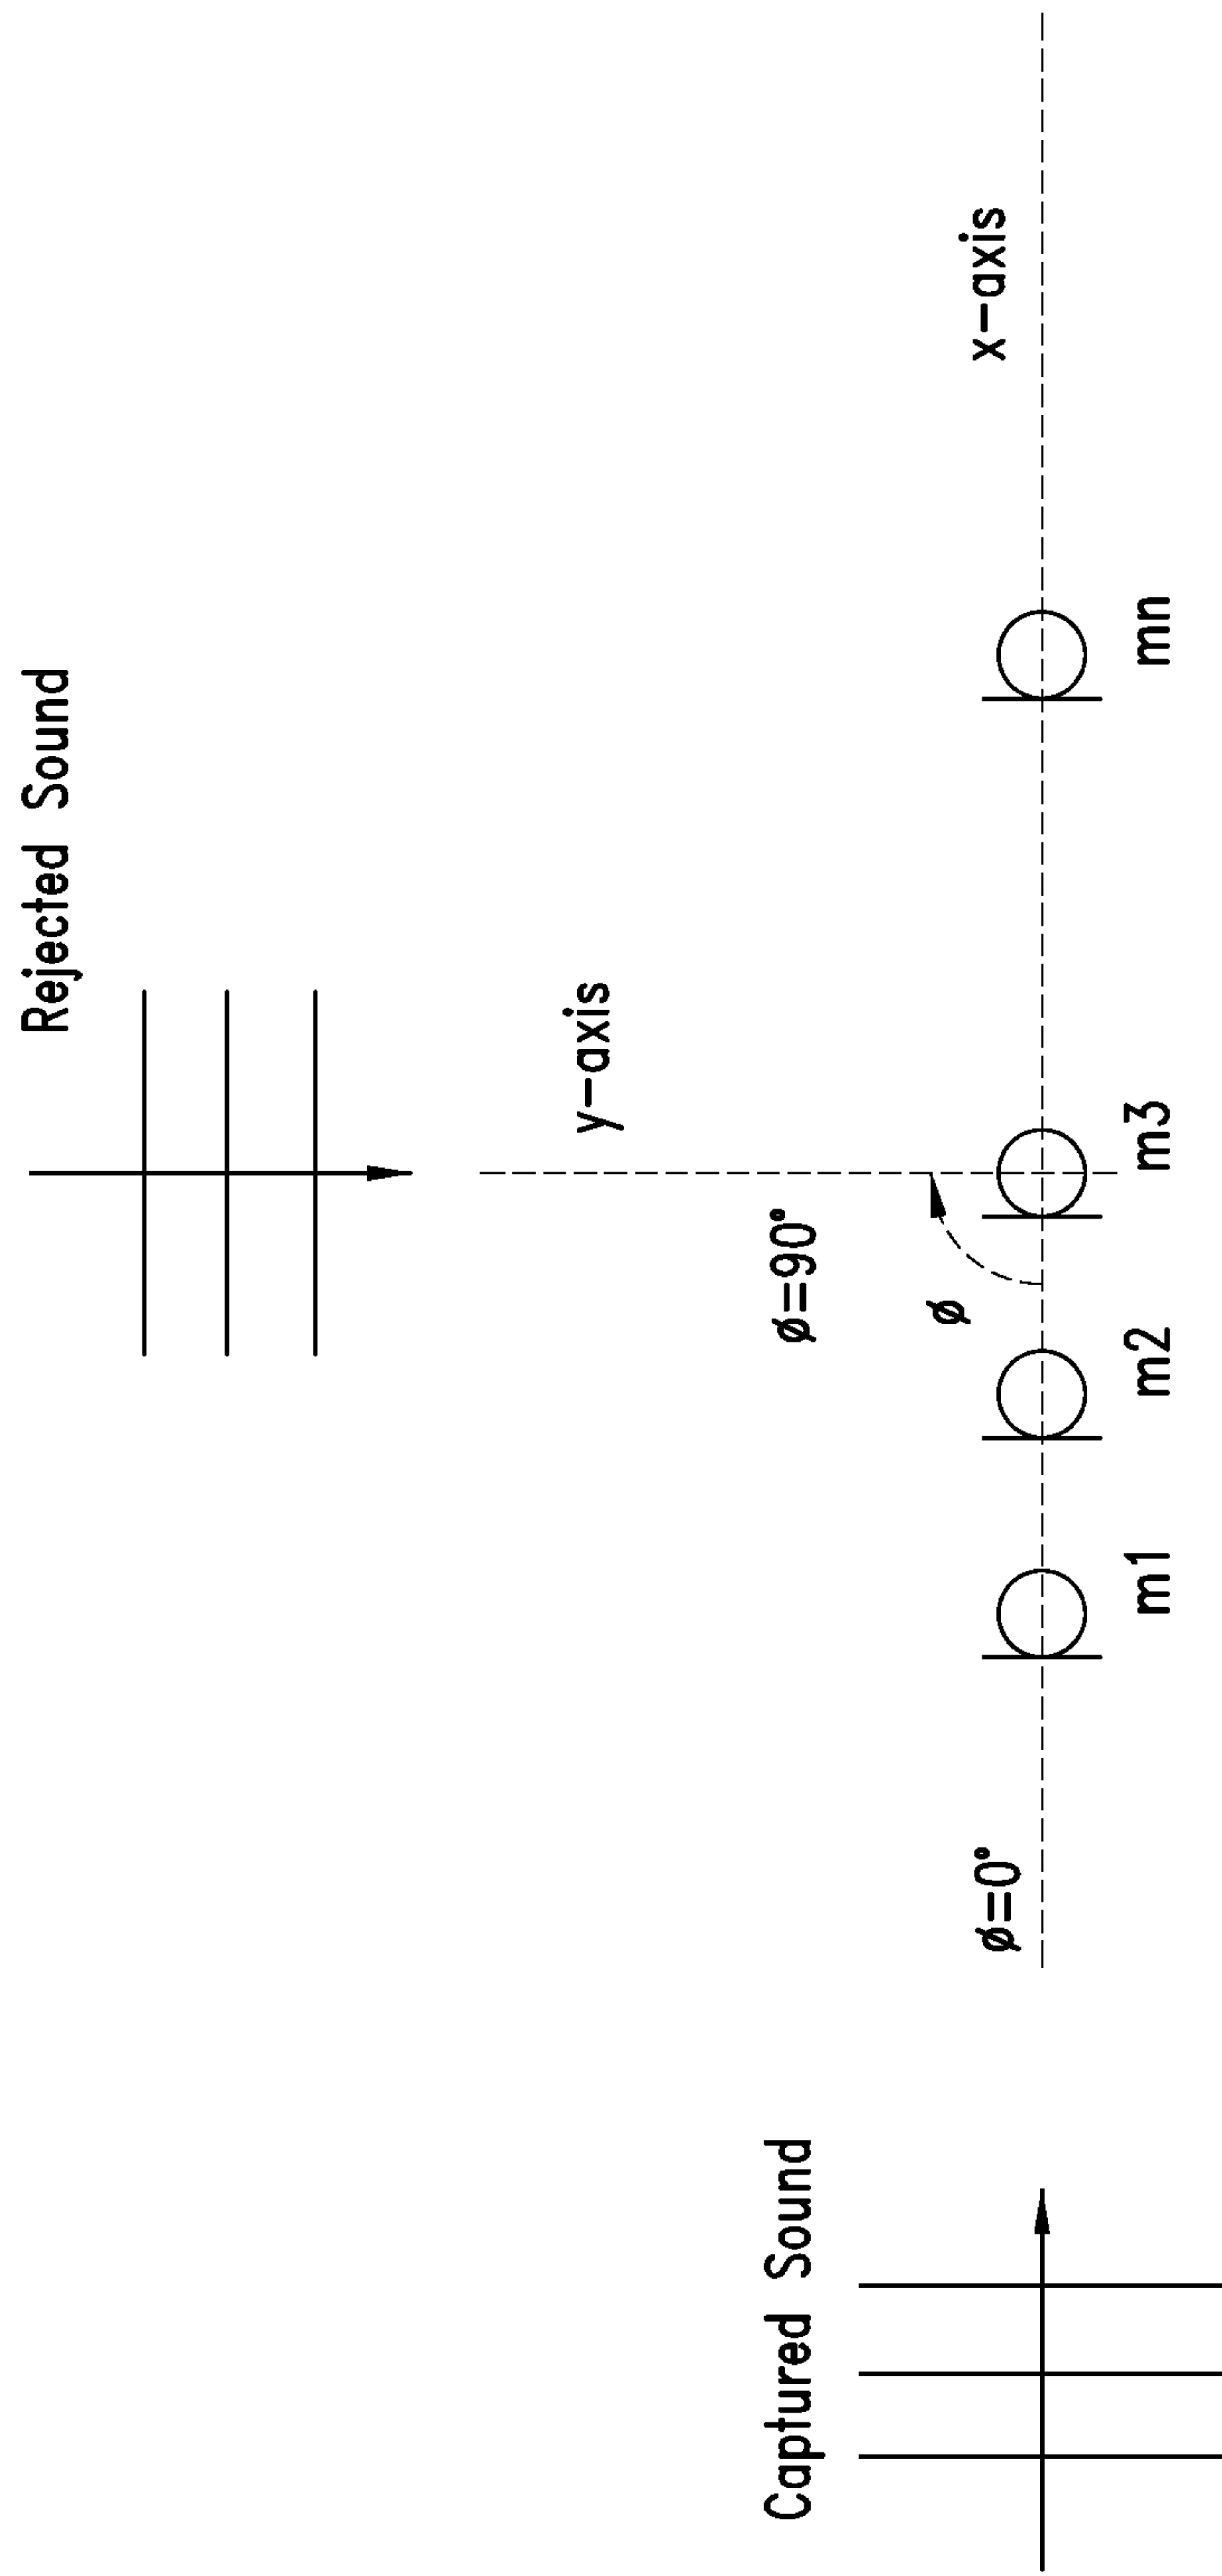 Rejected Sound
y-axis
x-axis
ø=90°
ø
ø=0°
Captured Sound
m1
m2
m3
mn